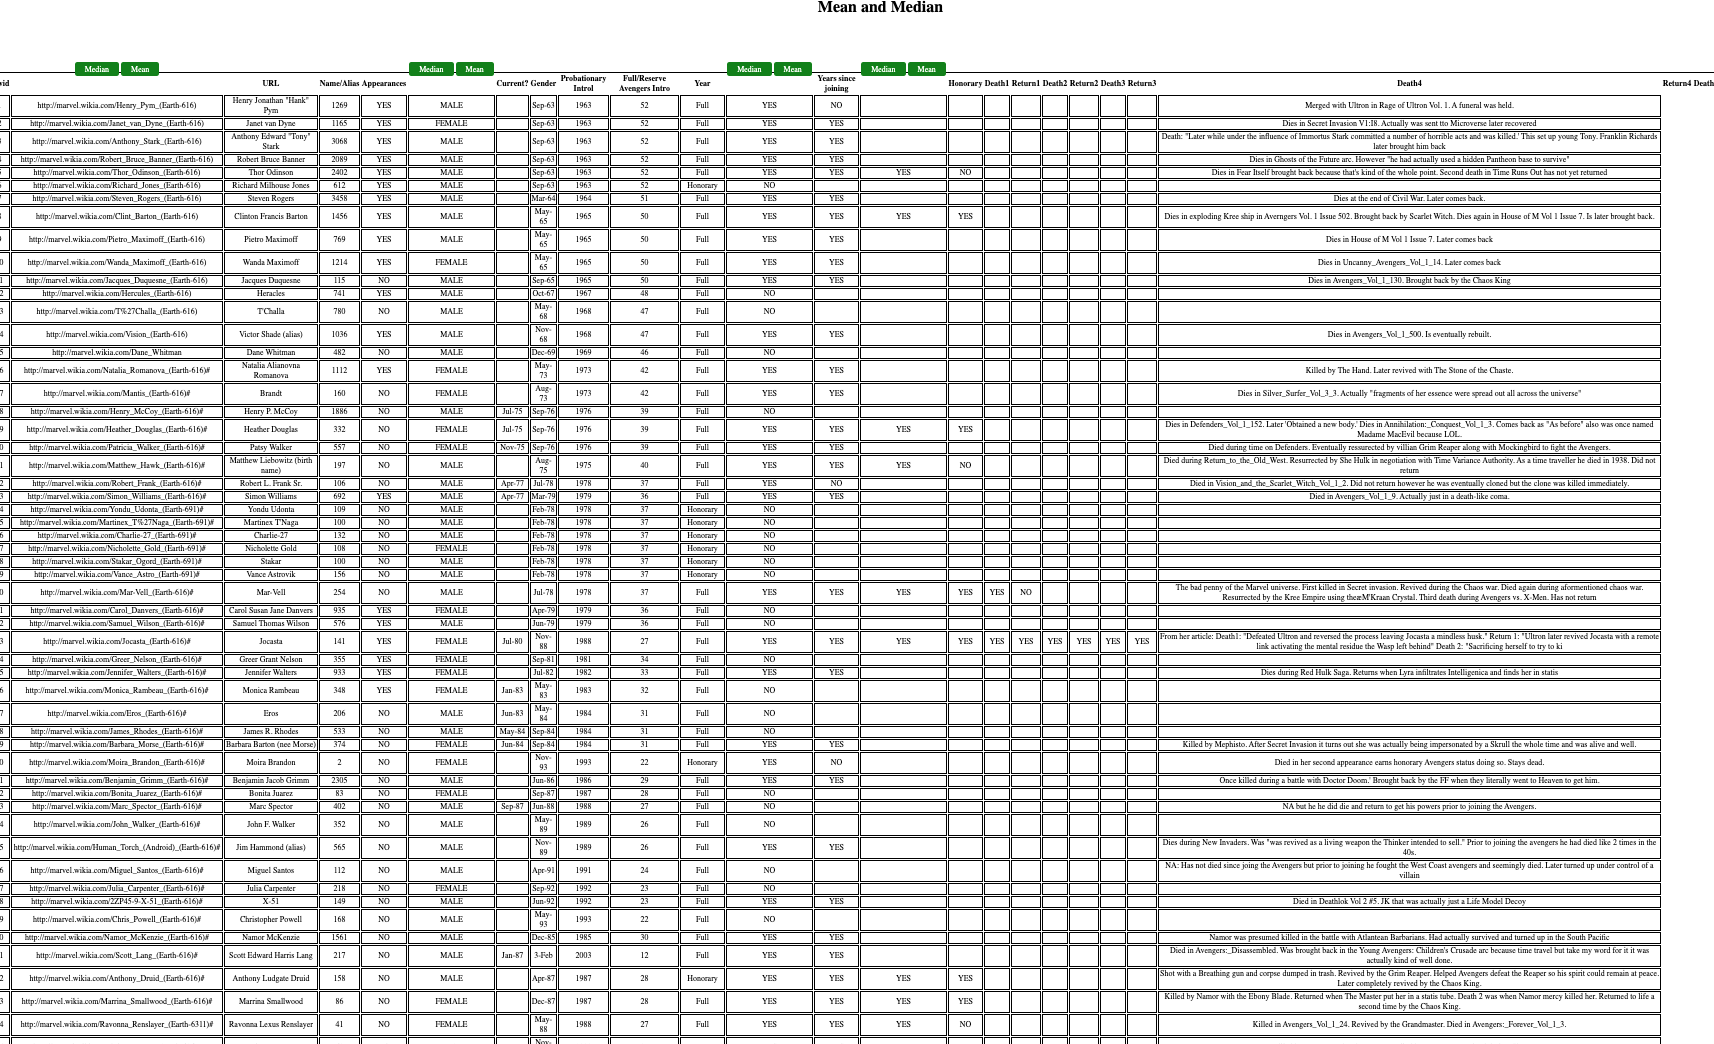 Mean and Median
Median Mean Median Mean Median Mean Median Mean
vid URL Name/Alias Appearances Current? Gender Probationary Introl Full/Reserve Avengers Intro Year Years since joining Honorary Death1 Return1 Death2 Return2 Death3 Return3 Death4 Return4 Death
http://marvel.wikia.com/Henry_Pym_(Earth-616) Henry Jonathan "Hank" Pym 1269 YES MALE Sep-63 1963 52 Full YES NO Merged with Ultron in Rage of Ultron Vol. 1. A funeral was held.
2 http://marvel.wikia.com/Janet_van_Dyne_(Earth-616) Janet van Dyne 1165 YES FEMALE Sep-63 1963 52 Full YES YES Dies in Secret Invasion V1:I8. Actually was sent tto Microverse later recovered
http://marvel.wikia.com/Anthony_Stark_(Earth-616) Anthony Edward "Tony" Stark 3068 YES MALE Sep-63 1963 52 Full YES YES Death: "Later while under the influence of Immortus Stark committed a number of horrible acts and was killed.' This set up young Tony. Franklin Richards later brought him back
http://marvel.wikia.com/Robert_Bruce_Banner_(Earth-616) Robert Bruce Banner 2089 YES MALE Sep-63 1963 52 Full YES YES Dies in Ghosts of the Future arc. However "he had actually used a hidden Pantheon base to survive"
http://marvel.wikia.com/Thor_Odinson_(Earth-616) Thor Odinson 2402 YES MALE Sep-63 1963 52 Full YES YES YES NO Dies in Fear Itself brought back because that's kind of the whole point. Second death in Time Runs Out has not yet returned
http://marvel.wikia.com/Richard_Jones_(Earth-616) Richard Milhouse Jones 612 YES MALE Sep-63 1963 52 Honorary NO
7 http://marvel.wikia.com/Steven_Rogers_(Earth-616) Steven Rogers 3458 YES MALE Mar-64 1964 51 Full YES YES Dies at the end of Civil War. Later comes back.
http://marvel.wikia.com/Clint_Barton_(Earth-616) Clinton Francis Barton 1456 YES MALE May-65 1965 50 Full YES YES YES YES Dies in exploding Kree ship in Averngers Vol. 1 Issue 502. Brought back by Scarlet Witch. Dies again in House of M Vol 1 Issue 7. Is later brought back.
http://marvel.wikia.com/Pietro_Maximoff_(Earth-616) Pietro Maximoff 769 YES MALE May-65 1965 50 Full YES YES Dies in House of M Vol 1 Issue 7. Later comes back
0 http://marvel.wikia.com/Wanda_Maximoff_(Earth-616) Wanda Maximoff 1214 YES FEMALE May-65 1965 50 Full YES YES Dies in Uncanny_Avengers_Vol_1_14. Later comes back
1 http://marvel.wikia.com/Jacques_Duquesne_(Earth-616) Jacques Duquesne 115 NO MALE Sep-65 1965 50 Full YES YES Dies in Avengers_Vol_1_130. Brought back by the Chaos King
2 http://marvel.wikia.com/Hercules_(Earth-616) Heracles 741 YES MALE Oct-67 1967 48 Full NO
3 http://marvel.wikia.com/T%27Challa_(Earth-616) T'Challa 780 NO MALE May-68 1968 47 Full NO
4 http://marvel.wikia.com/Vision_(Earth-616) Victor Shade (alias) 1036 YES MALE Nov-68 1968 47 Full YES YES Dies in Avengers_Vol_1_500. Is eventually rebuilt.
5 http://marvel.wikia.com/Dane_Whitman Dane Whitman 482 NO MALE Dec-69 1969 46 Full NO
6 http://marvel.wikia.com/Natalia_Romanova_(Earth-616)# Natalia Alianovna Romanova 1112 YES FEMALE May-73 1973 42 Full YES YES Killed by The Hand. Later revived with The Stone of the Chaste.
7 http://marvel.wikia.com/Mantis_(Earth-616)# Brandt 160 NO FEMALE Aug-73 1973 42 Full YES YES Dies in Silver_Surfer_Vol_3_3. Actually "fragments of her essence were spread out all across the universe"
8 http://marvel.wikia.com/Henry_McCoy_(Earth-616)# Henry P. McCoy 1886 NO MALE Jul-75 Sep-76 1976 39 Full NO
9 http://marvel.wikia.com/Heather_Douglas_(Earth-616)# Heather Douglas 332 NO FEMALE Jul-75 Sep-76 1976 39 Full YES YES YES YES Dies in Defenders_Vol_1_152. Later 'Obtained a new body.' Dies in Annihilation:_Conquest_Vol_1_3. Comes back as "As before" also was once named Madame MacEvil because LOL.
0 http://marvel.wikia.com/Patricia_Walker_(Earth-616)# Patsy Walker 557 NO FEMALE Nov-75 Sep-76 1976 39 Full YES YES Died during time on Defenders. Eventually ressurected by villian Grim Reaper along with Mockingbird to fight the Avengers.
1 http://marvel.wikia.com/Matthew_Hawk_(Earth-616)# Matthew Liebowitz (birth name) 197 NO MALE Aug-75 1975 40 Full YES YES YES NO Died during Return_to_the_Old_West. Resurrected by She Hulk in negotiation with Time Variance Authority. As a time traveller he died in 1938. Did not return
2 http://marvel.wikia.com/Robert_Frank_(Earth-616)# Robert L. Frank Sr. 106 NO MALE Apr-77 Jul-78 1978 37 Full YES NO Died in Vision_and_the_Scarlet_Witch_Vol_1_2. Did not return however he was eventually cloned but the clone was killed immediately.
3 http://marvel.wikia.com/Simon_Williams_(Earth-616)# Simon Williams 692 YES MALE Apr-77 Mar-79 1979 36 Full YES YES Died in Avengers_Vol_1_9. Actually just in a death-like coma.
4 http://marvel.wikia.com/Yondu_Udonta_(Earth-691)# Yondu Udonta 109 NO MALE Feb-78 1978 37 Honorary NO
5 http://marvel.wikia.com/Martinex_T%27Naga_(Earth-691)# Martinex T'Naga 100 NO MALE Feb-78 1978 37 Honorary NO
6 http://marvel.wikia.com/Charlie-27_(Earth-691)# Charlie-27 132 NO MALE Feb-78 1978 37 Honorary NO
7 http://marvel.wikia.com/Nicholette_Gold_(Earth-691)# Nicholette Gold 108 NO FEMALE Feb-78 1978 37 Honorary NO
8 http://marvel.wikia.com/Stakar_Ogord_(Earth-691)# Stakar 100 NO MALE Feb-78 1978 37 Honorary NO
9 http://marvel.wikia.com/Vance_Astro_(Earth-691)# Vance Astrovik 156 NO MALE Feb-78 1978 37 Honorary NO
0 http://marvel.wikia.com/Mar-Vell_(Earth-616)# Mar-Vell 254 NO MALE Jul-78 1978 37 Full YES YES YES YES YES NO The bad penny of the Marvel universe. First killed in Secret invasion. Revived during the Chaos war. Died again during aformentioned chaos war. Resurrected by the Kree Empire using theæM'Kraan Crystal. Third death during Avengers vs. X-Men. Has not return
1 http://marvel.wikia.com/Carol_Danvers_(Earth-616)# Carol Susan Jane Danvers 935 YES FEMALE Apr-79 1979 36 Full NO
2 http://marvel.wikia.com/Samuel_Wilson_(Earth-616)# Samuel Thomas Wilson 576 YES MALE Jun-79 1979 36 Full NO
3 http://marvel.wikia.com/Jocasta_(Earth-616)# Jocasta 141 YES FEMALE Jul-80 Nov-88 1988 27 Full YES YES YES YES YES YES YES YES YES YES From her article: Death1: "Defeated Ultron and reversed the process leaving Jocasta a mindless husk." Return 1: "Ultron later revived Jocasta with a remote link activating the mental residue the Wasp left behind" Death 2: "Sacrificing herself to try to ki
4 http://marvel.wikia.com/Greer_Nelson_(Earth-616)# Greer Grant Nelson 355 YES FEMALE Sep-81 1981 34 Full NO
5 http://marvel.wikia.com/Jennifer_Walters_(Earth-616)# Jennifer Walters 933 YES FEMALE Jul-82 1982 33 Full YES YES Dies during Red Hulk Saga. Returns when Lyra infiltrates Intelligenica and finds her in statis
6 http://marvel.wikia.com/Monica_Rambeau_(Earth-616)# Monica Rambeau 348 YES FEMALE Jan-83 May-83 1983 32 Full NO
7 http://marvel.wikia.com/Eros_(Earth-616)# Eros 206 NO MALE Jun-83 May-84 1984 31 Full NO
8 http://marvel.wikia.com/James_Rhodes_(Earth-616)# James R. Rhodes 533 NO MALE May-84 Sep-84 1984 31 Full NO
9 http://marvel.wikia.com/Barbara_Morse_(Earth-616)# Barbara Barton (nee Morse) 374 NO FEMALE Jun-84 Sep-84 1984 31 Full YES YES Killed by Mephisto. After Secret Invasion it turns out she was actually being impersonated by a Skrull the whole time and was alive and well.
0 http://marvel.wikia.com/Moira_Brandon_(Earth-616)# Moira Brandon 2 NO FEMALE Nov-93 1993 22 Honorary YES NO Died in her second appearance earns honorary Avengers status doing so. Stays dead.
1 http://marvel.wikia.com/Benjamin_Grimm_(Earth-616)# Benjamin Jacob Grimm 2305 NO MALE Jun-86 1986 29 Full YES YES Once killed during a battle with Doctor Doom.' Brought back by the FF when they literally went to Heaven to get him.
2 http://marvel.wikia.com/Bonita_Juarez_(Earth-616)# Bonita Juarez 83 NO FEMALE Sep-87 1987 28 Full NO
3 http://marvel.wikia.com/Marc_Spector_(Earth-616)# Marc Spector 402 NO MALE Sep-87 Jun-88 1988 27 Full NO NA but he he did die and return to get his powers prior to joining the Avengers.
4 http://marvel.wikia.com/John_Walker_(Earth-616)# John F. Walker 352 NO MALE May-89 1989 26 Full NO
5 http://marvel.wikia.com/Human_Torch_(Android)_(Earth-616)# Jim Hammond (alias) 565 NO MALE Nov-89 1989 26 Full YES YES Dies during New Invaders. Was "was revived as a living weapon the Thinker intended to sell." Prior to joining the avengers he had died like 2 times in the 40s.
6 http://marvel.wikia.com/Miguel_Santos_(Earth-616)# Miguel Santos 112 NO MALE Apr-91 1991 24 Full NO NA: Has not died since joing the Avengers but prior to joining he fought the West Coast avengers and seemingly died. Later turned up under control of a villain
7 http://marvel.wikia.com/Julia_Carpenter_(Earth-616)# Julia Carpenter 218 NO FEMALE Sep-92 1992 23 Full NO
8 http://marvel.wikia.com/2ZP45-9-X-51_(Earth-616)# X-51 149 NO MALE Jun-92 1992 23 Full YES YES Died in Deathlok Vol 2 #5. JK that was actually just a Life Model Decoy
9 http://marvel.wikia.com/Chris_Powell_(Earth-616)# Christopher Powell 168 NO MALE May-93 1993 22 Full NO
0 http://marvel.wikia.com/Namor_McKenzie_(Earth-616)# Namor McKenzie 1561 NO MALE Dec-85 1985 30 Full YES YES Namor was presumed killed in the battle with Atlantean Barbarians. Had actually survived and turned up in the South Pacific
1 http://marvel.wikia.com/Scott_Lang_(Earth-616)# Scott Edward Harris Lang 217 NO MALE Jan-87 3-Feb 2003 12 Full YES YES Died in Avengers:_Disassembled. Was brought back in the Young Avengers: Children's Crusade arc because time travel but take my word for it it was actually kind of well done.
2 http://marvel.wikia.com/Anthony_Druid_(Earth-616)# Anthony Ludgate Druid 158 NO MALE Apr-87 1987 28 Honorary YES YES YES YES Shot with a Breathing gun and corpse dumped in trash. Revived by the Grim Reaper. Helped Avengers defeat the Reaper so his spirit could remain at peace. Later completely revived by the Chaos King.
3 http://marvel.wikia.com/Marrina_Smallwood_(Earth-616)# Marrina Smallwood 86 NO FEMALE Dec-87 1987 28 Full YES YES YES YES Killed by Namor with the Ebony Blade. Returned when The Master put her in a statis tube. Death 2 was when Namor mercy killed her. Returned to life a second time by the Chaos King.
4 http://marvel.wikia.com/Ravonna_Renslayer_(Earth-6311)# Ravonna Lexus Renslayer 41 NO FEMALE May-88 1988 27 Full YES YES YES NO Killed in Avengers_Vol_1_24. Revived by the Grandmaster. Died in Avengers:_Forever_Vol_1_3.
Nov-